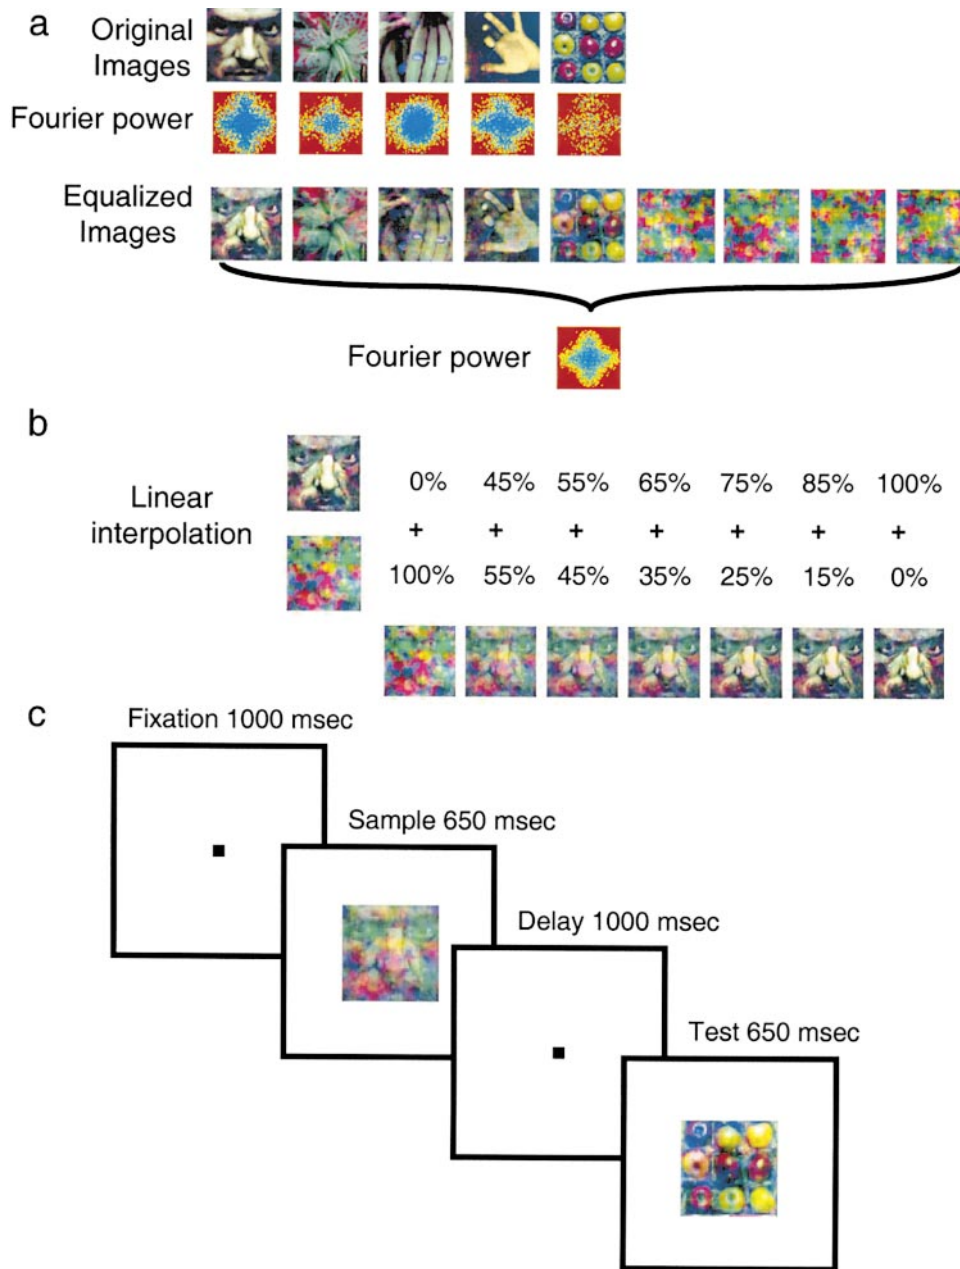 a
Original
Images
Fourier power
Equalized
Images
Fourier power
b
Linear
interpolation
0% 45% 55% 65% 75% 85% 100%
+ + + + + + +
100% 55% 45% 35% 25% 15% 0%
c
Fixation 1000 msec
Sample 650 msec
Delay 1000 msec
Test 650 msec